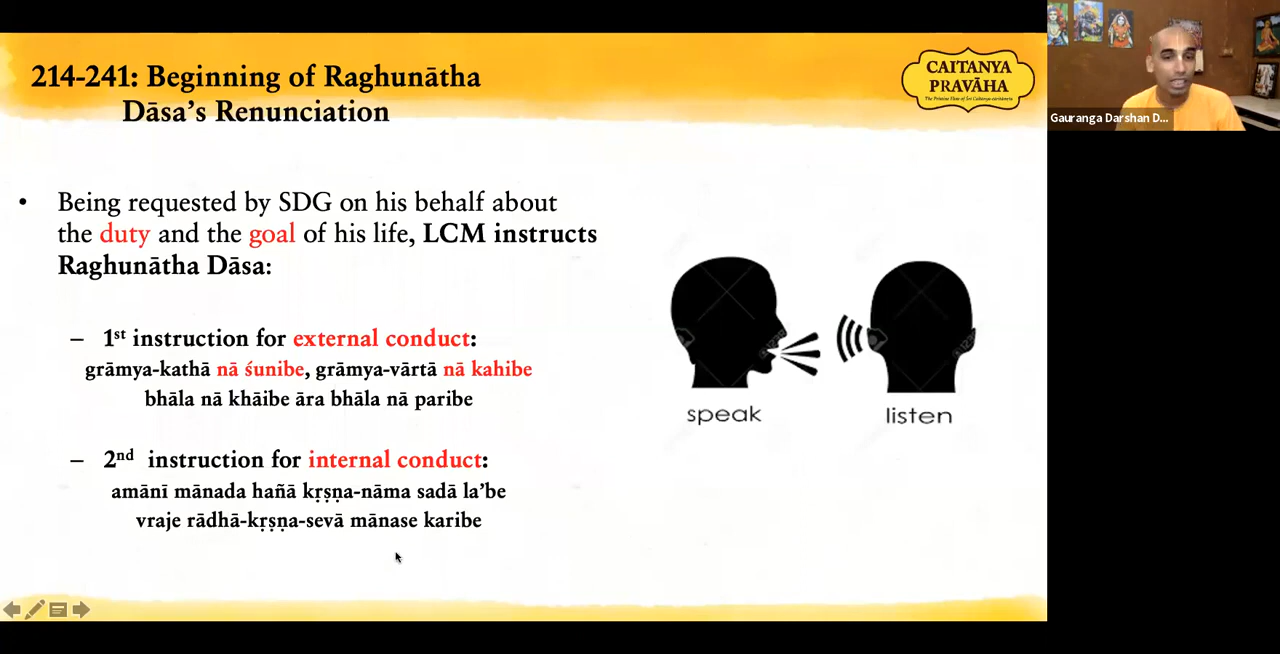 214-241: Beginning of Raghunātha
Dāsa's Renunciation
CAITANYA
PRAVĀHA
Gauranga Darshan D...
• Being requested by SDG on his behalf about
the duty and the goal of his life, LCM instructs
Raghunātha Dāsa:
– 1st instruction for external conduct:
grāmya-kathā nā śunibe, grāmya-vārtā nā kahibe
bhāla nā khāibe āra bhāla nā paribe
– 2nd instruction for internal conduct:
amānī mānada hañā kṛṣṇa-nāma sadā la'be
vraje rādhā-kṛṣṇa-sevā mānase karibe
speak
listen